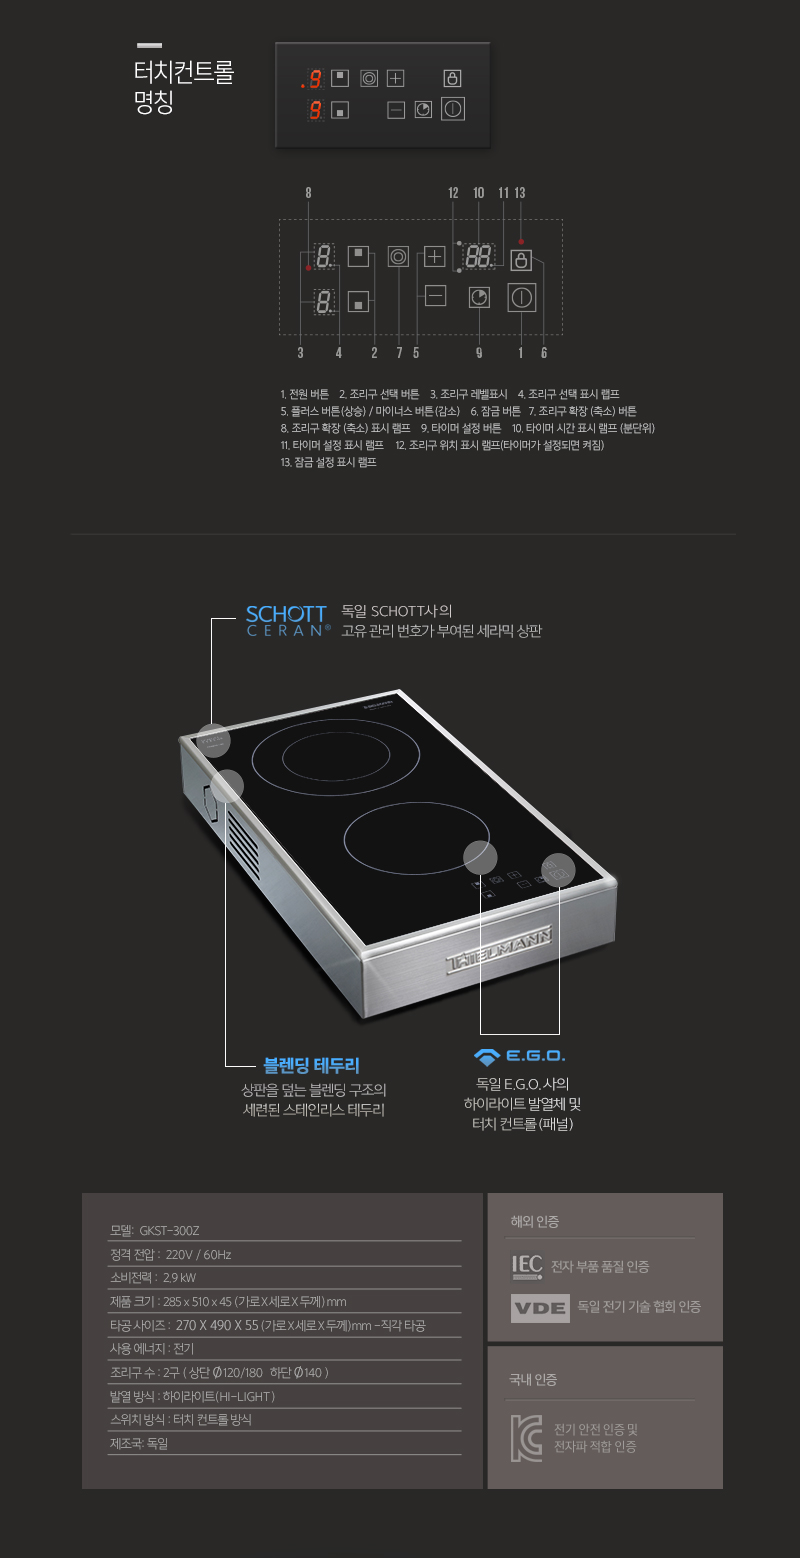 터치컨트롤
명칭
8 12 10 11 13
3 4 2 7 5 9 1 6
1. 전원 버튼 2. 조리구 선택 버튼 3. 조리구 레벨표시 4. 조리구 선택 표시 랩프
5. 플러스 버튼(상승) / 마이너스 버튼(감소) 6. 잠금 버튼 7. 조리구 확장 (축소) 버튼
8. 조리구 확장 (축소) 표시 램프 9. 타이머 설정 버튼 10. 타이머 시간 표시 램프 (분단위)
11. 타이머 설정 표시 램프 12. 조리구 위치 표시 램프(타이머가 설정되면 켜짐)
13. 잠금 설정 표시 램프
SCHOTT
CERAN®
독일 SCHOTT사의
고유 관리 번호가 부여된 세라믹 상판
THIELMANN
블렌딩 테두리
상판을 덮는 블렌딩 구조의
세련된 스테인리스 테두리
E.G.O.
독일 E.G.O. 사의
하이라이트 발열체 및
터치 컨트롤(패널)
모델: GKST-300Z
정격 전압 : 220V / 60Hz
소비전력 : 2.9 kW
제품 크기 : 285 x 510 x 45 (가로X세로X두께)mm
타공 사이즈 : 270 X 490 X 55 (가로X세로X두께)mm -직각 타공
사용 에너지 : 전기
조리구 수 : 2구 ( 상단 Ø120/180 하단 Ø140 )
발열 방식 : 하이라이트(HI-LIGHT)
스위치 방식 : 터치 컨트롤 방식
제조국: 독일
해외 인증
IEC 전자 부품 품질 인증
VDE 독일 전기 기술 협회 인증
국내 인증
전기 안전 인증 및
전자파 적합 인증